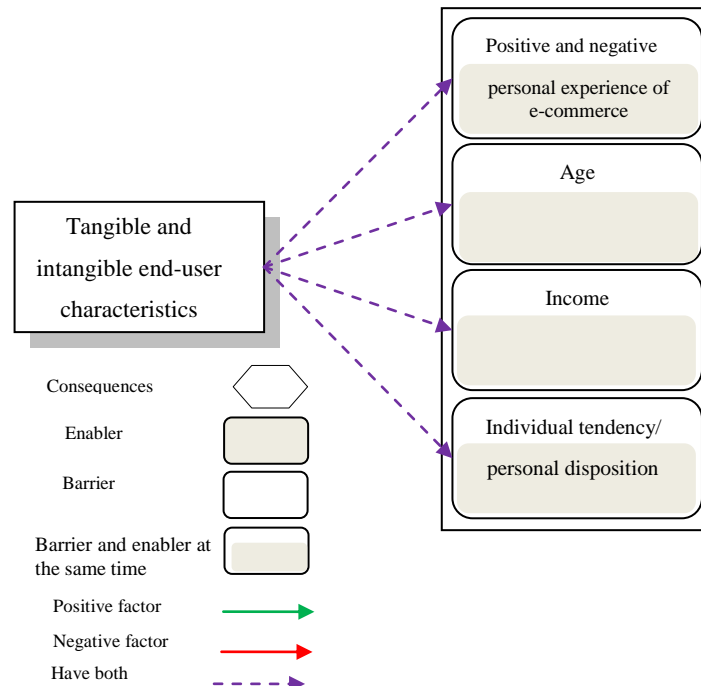 Positive and negative
personal experience of
e-commerce
Age
Tangible and
intangible end-user
characteristics
Income
Individual tendency/
personal disposition
Consequences
Enabler
Barrier
Barrier and enabler at
the same time
Positive factor
Negative factor
Have both